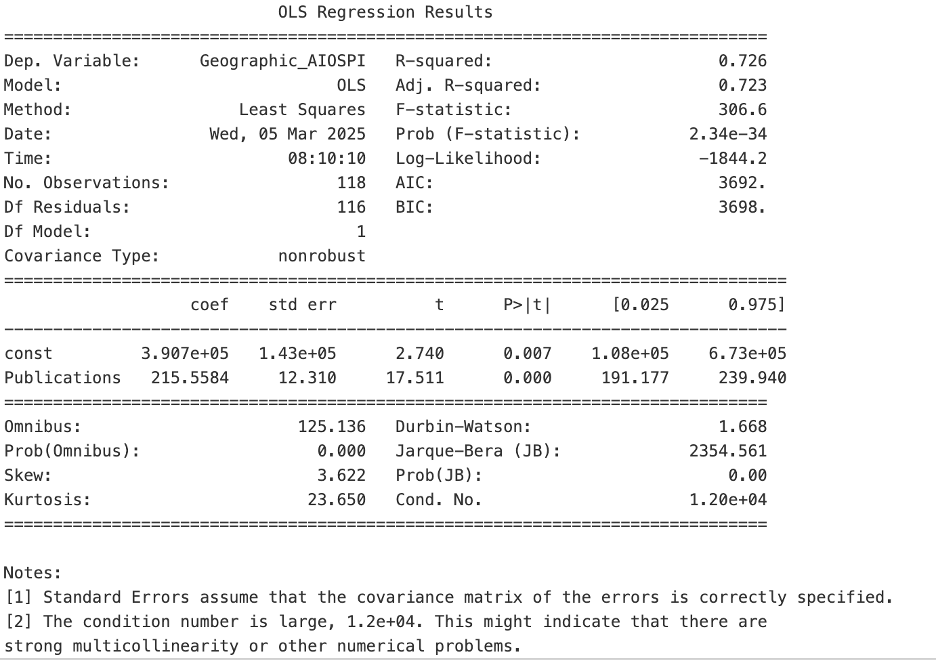 OLS Regression Results
==============================================================================
Dep. Variable:      Geographic_AIOSPI   R-squared:                       0.726
Model:                            OLS   Adj. R-squared:                  0.723
Method:                 Least Squares   F-statistic:                     306.6
Date:                Wed, 05 Mar 2025   Prob (F-statistic):           2.34e-34
Time:                        08:10:10   Log-Likelihood:                -1844.2
No. Observations:                 118   AIC:                             3692.
Df Residuals:                     116   BIC:                             3698.
Df Model:                           1
Covariance Type:            nonrobust
================================================================================
                   coef    std err          t      P>|t|      [0.025      0.975]
--------------------------------------------------------------------------------
const         3.907e+05   1.43e+05      2.740      0.007    1.08e+05    6.73e+05
Publications   215.5584     12.310     17.511      0.000     191.177     239.940
==============================================================================
Omnibus:                      125.136   Durbin-Watson:                   1.668
Prob(Omnibus):                  0.000   Jarque-Bera (JB):             2354.561
Skew:                           3.622   Prob(JB):                         0.00
Kurtosis:                      23.650   Cond. No.                     1.20e+04
==============================================================================

Notes:
[1] Standard Errors assume that the covariance matrix of the errors is correctly specified.
[2] The condition number is large, 1.2e+04. This might indicate that there are
strong multicollinearity or other numerical problems.